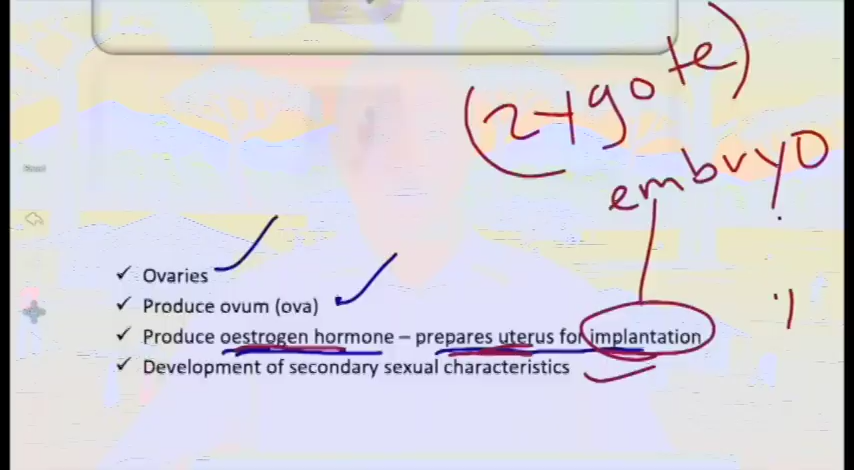 (zygote)
embryo
✓ Ovaries
✓ Produce ovum (ova)
✓ Produce oestrogen hormone – prepares uterus for implantation
✓ Development of secondary sexual characteristics